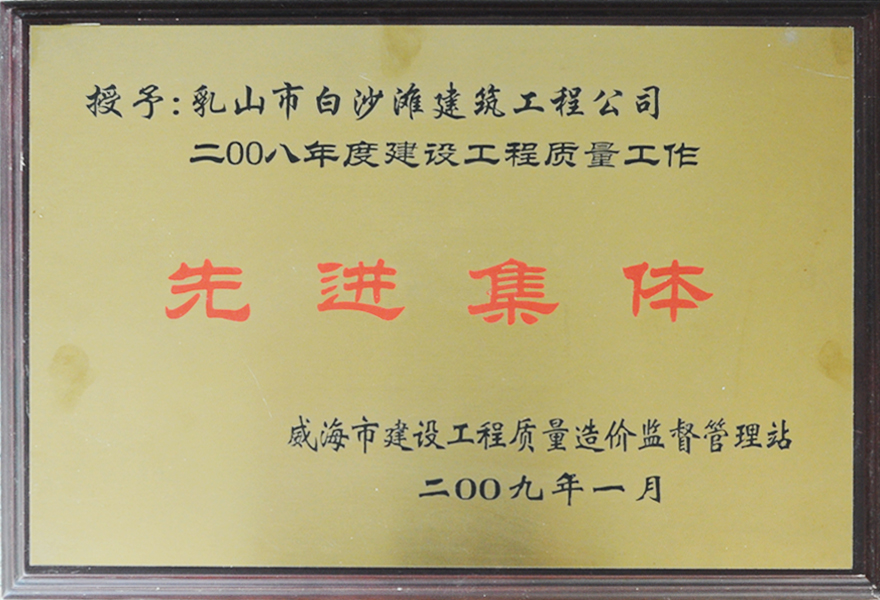 授予:乳山市白沙滩建筑工程公司
二00八年度建设工程质量工作
先进集体
威海市建设工程质量造价监督管理站
二00九年一月